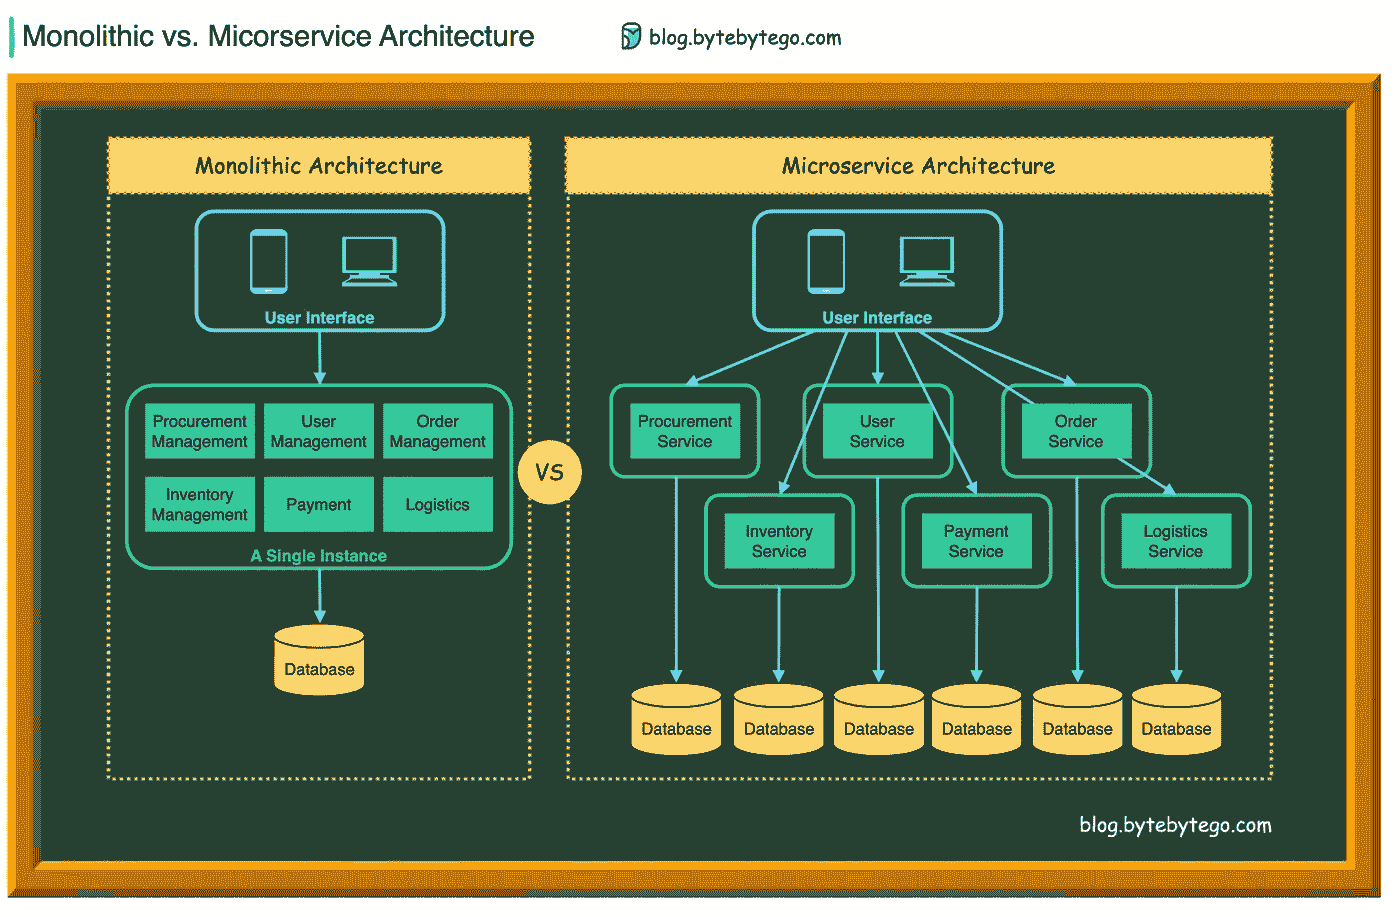 Monolithic vs. Micorservice Architecture
blog.bytebytego.com
Monolithic Architecture
User Interface
Procurement
Management
User
Management
Order
Management
Inventory
Management
Payment
Logistics
A Single Instance
Database
VS
Microservice Architecture
User Interface
Procurement
Service
User
Service
Order
Service
Inventory
Service
Payment
Service
Logistics
Service
Database
Database
Database
Database
Database
Database
blog.bytebytego.com